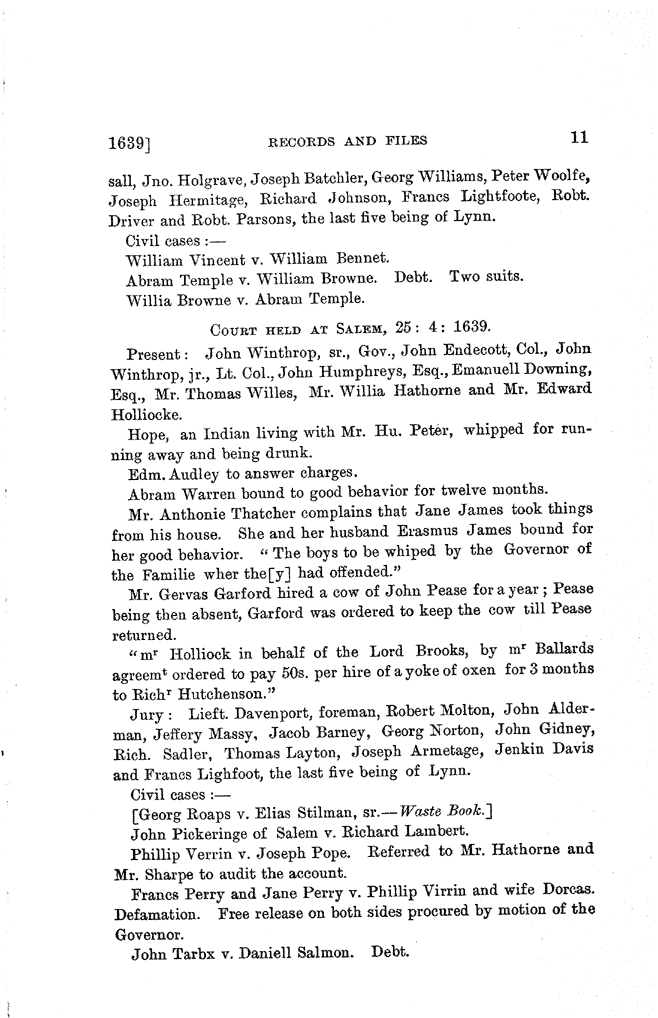 1639] RECORDS AND FILES 11
sall, Jno. Holgrave, Joseph Batchler, Georg Williams, Peter Woolfe,
Joseph Hermitage, Richard Johnson, Francs Lightfoote, Robt.
Driver and Robt. Parsons, the last five being of Lynn.
Civil cases :—
William Vincent v. William Bennet.
Abram Temple v. William Browne. Debt. Two suits.
Willia Browne v. Abram Temple.
COURT HELD AT SALEM, 25: 4: 1639.
Present: John Winthrop, sr., Gov., John Endecott, Col., John
Winthrop, jr., Lt. Col., John Humphreys, Esq., Emanuell Downing,
Esq., Mr. Thomas Willes, Mr. Willia Hathorne and Mr. Edward
Holliocke.
Hope, an Indian living with Mr. Hu. Peter, whipped for run-
ning away and being drunk.
Edm. Audley to answer charges.
Abram Warren bound to good behavior for twelve months.
Mr. Anthonie Thatcher complains that Jane James took things
from his house. She and her husband Erasmus James bound for
her good behavior. “ The boys to be whiped by the Governor of
the Familie wher the[y] had offended.”
Mr. Gervas Garford hired a cow of John Pease for a year ; Pease
being then absent, Garford was ordered to keep the cow till Pease
returned.
“mʳ Holliock in behalf of the Lord Brooks, by mʳ Ballards
agreemᵗ ordered to pay 50s. per hire of a yoke of oxen for 3 months
to Richʳ Hutchenson.”
Jury : Lieft. Davenport, foreman, Robert Molton, John Alder-
man, Jeffery Massy, Jacob Barney, Georg Norton, John Gidney,
Rich. Sadler, Thomas Layton, Joseph Armetage, Jenkin Davis
and Francs Lighfoot, the last five being of Lynn.
Civil cases :—
[Georg Roaps v. Elias Stilman, sr.—Waste Book.]
John Pickeringe of Salem v. Richard Lambert.
Phillip Verrin v. Joseph Pope. Referred to Mr. Hathorne and
Mr. Sharpe to audit the account.
Francs Perry and Jane Perry v. Phillip Virrin and wife Dorcas.
Defamation. Free release on both sides procured by motion of the
Governor.
John Tarbx v. Daniell Salmon. Debt.